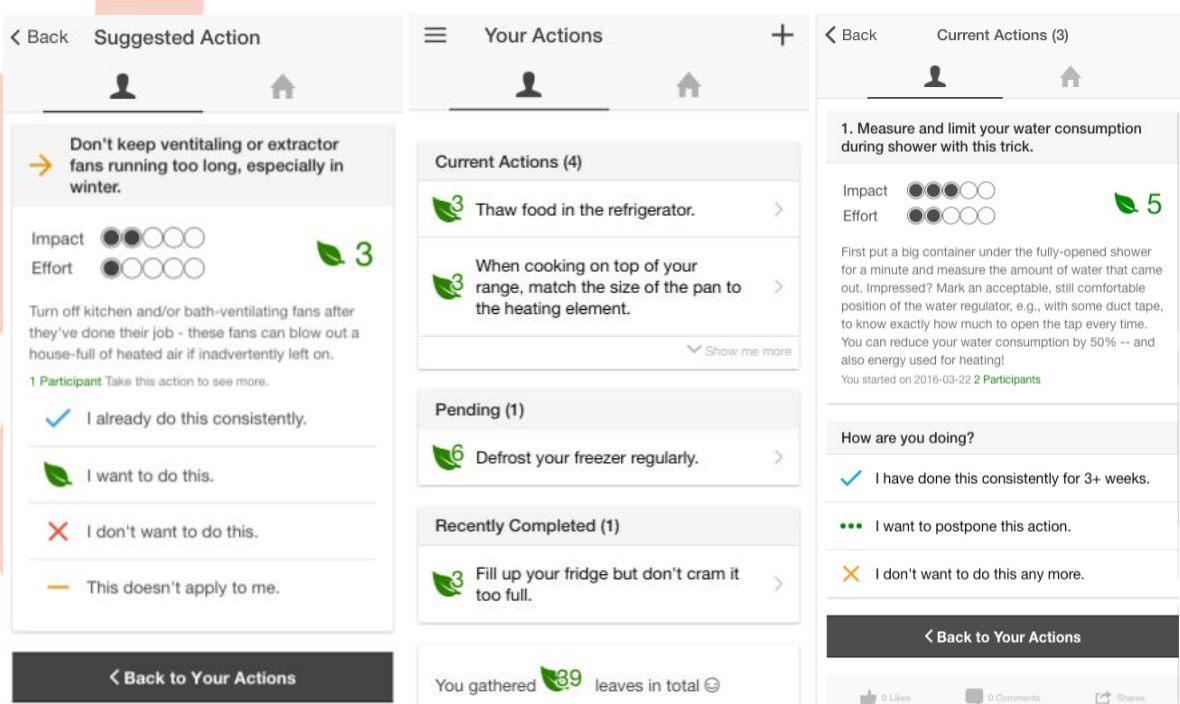 Back Suggested Action
Don't keep ventitaling or extractor
fans running too long, especially in
winter.
Impact
3
Effort
Turn off kitchen and/or bath-ventilating fans after
they've done their job - these fans can blow out a
house-full of heated air if inadvertently left on.
1 Participant Take this action to see more.
I already do this consistently.
I want to do this.
I don't want to do this.
This doesn't apply to me.
Back to Your Actions
Your Actions
Current Actions (4)
3 Thaw food in the refrigerator.
When cooking on top of your
3 range, match the size of the pan to
the heating element.
Show me more
Pending (1)
6 Defrost your freezer regularly.
Recently Completed (1)
3 Fill up your fridge but don't cram it
too full.
You gathered 39 leaves in total
Back Current Actions (3)
1. Measure and limit your water consumption
during shower with this trick.
Impact
5
Effort
First put a big container under the fully-opened shower
for a minute and measure the amount of water that came
out. Impressed? Mark an acceptable, still comfortable
position of the water regulator, e.g., with some duct tape,
to know exactly how much to open the tap every time.
You can reduce your water consumption by 50% -- and
also energy used for heating!
You started on 2016-03-22 2 Participants
How are you doing?
I have done this consistently for 3+ weeks.
I want to postpone this action.
I don't want to do this any more.
Back to Your Actions
0 Likes 0 Comments Shares